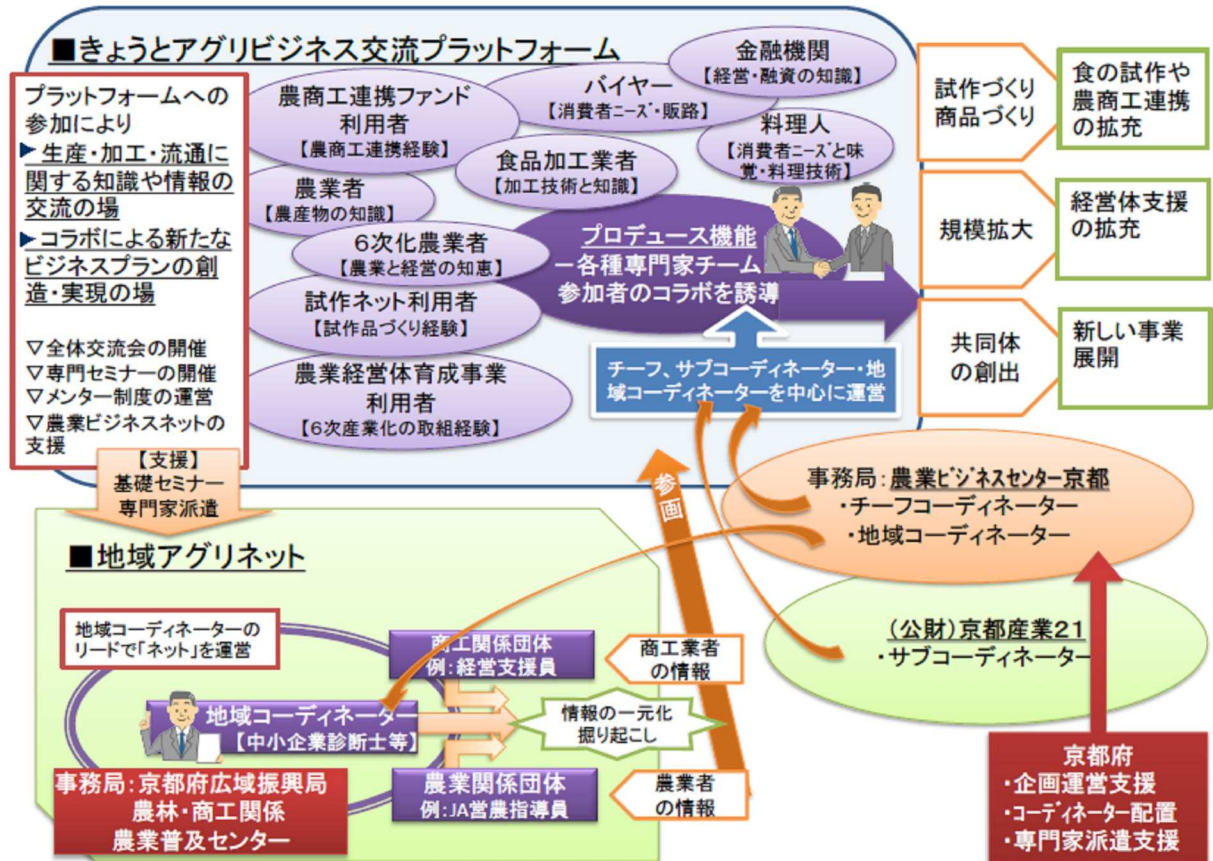 ■きょうとアグリビジネス交流プラットフォーム
プラットフォームへの
参加により
▶生産・加工・流通に
関する知識や情報の
交流の場
▶コラボによる新たな
ビジネスプランの創
造・実現の場
▽全体交流会の開催
▽専門セミナーの開催
▽メンター制度の運営
▽農業ビジネスネットの
支援
農商工連携ファンド
利用者
【農商工連携経験】
バイヤー
【消費者ニーズ・販路】
金融機関
【経営・融資の知識】
料理人
【消費者ニーズと味
覚・料理技術】
食品加工業者
【加工技術と知識】
農業者
【農産物の知識】
6次化農業者
【農業と経営の知恵】
試作ネット利用者
【試作品づくり経験】
農業経営体育成事業
利用者
【6次産業化の取組経験】
プロデュース機能
－各種専門家チーム
参加者のコラボを誘導
チーフ、サブコーディネーター・地
域コーディネーターを中心に運営
試作づくり
商品づくり
食の試作や
農商工連携
の拡充
規模拡大
経営体支援
の拡充
共同体
の創出
新しい事業
展開
【支援】
基礎セミナー
専門家派遣
参画
事務局：農業ビジネスセンター京都
・チーフコーディネーター
・地域コーディネーター
（公財）京都産業21
・サブコーディネーター
京都府
・企画運営支援
・コーディネーター配置
・専門家派遣支援
■地域アグリネット
地域コーディネーターの
リードで「ネット」を運営
商工関係団体
例：経営支援員
商工業者
の情報
地域コーディネーター
【中小企業診断士等】
情報の一元化
掘り起こし
事務局：京都府広域振興局
農林・商工関係
農業普及センター
農業関係団体
例：JA営農指導員
農業者
の情報